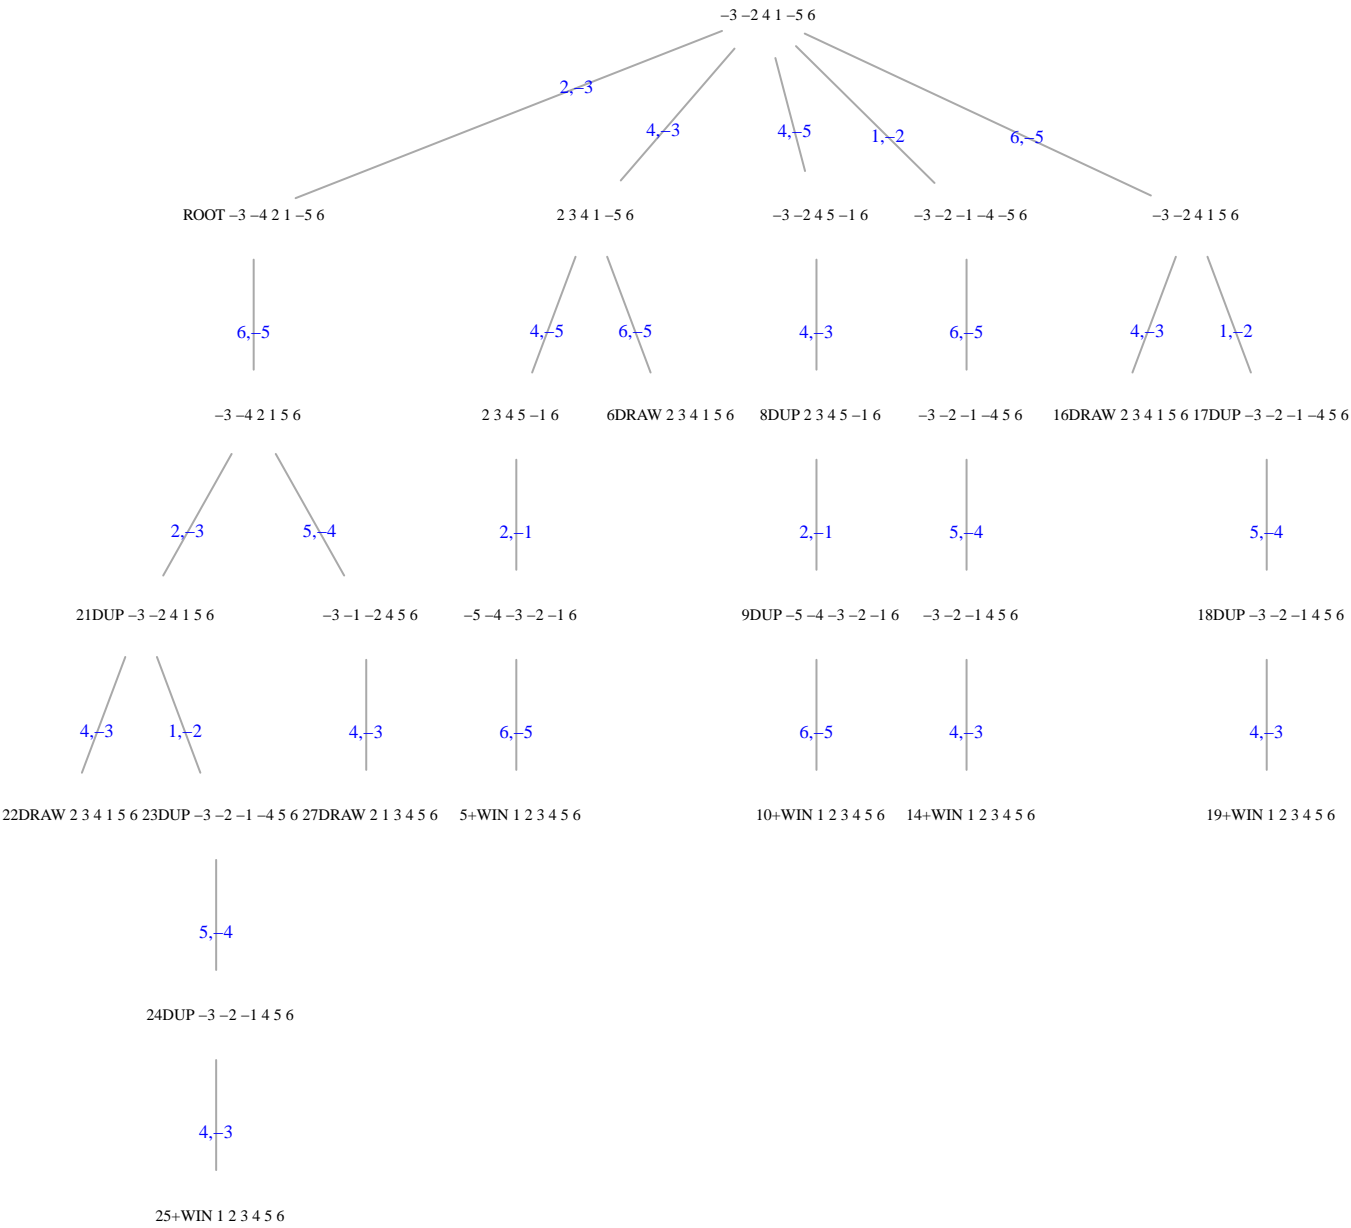 −3 −2 4 1 −5 6
2,−3
4,−3
4,−5
1,−2
6,−5
ROOT −3 −4 2 1 −5 6
2 3 4 1 −5 6
−3 −2 4 5 −1 6
−3 −2 −1 −4 −5 6
−3 −2 4 1 5 6
6,−5
4,−5
6,−5
4,−3
6,−5
4,−3
1,−2
−3 −4 2 1 5 6
2 3 4 5 −1 6
6DRAW 2 3 4 1 5 6
8DUP 2 3 4 5 −1 6
−3 −2 −1 −4 5 6
16DRAW 2 3 4 1 5 6
17DUP −3 −2 −1 −4 5 6
2,−3
5,−4
2,−1
2,−1
5,−4
5,−4
21DUP −3 −2 4 1 5 6
−3 −1 −2 4 5 6
−5 −4 −3 −2 −1 6
9DUP −5 −4 −3 −2 −1 6
−3 −2 −1 4 5 6
18DUP −3 −2 −1 4 5 6
4,−3
1,−2
4,−3
6,−5
6,−5
4,−3
4,−3
22DRAW 2 3 4 1 5 6
23DUP −3 −2 −1 −4 5 6
27DRAW 2 1 3 4 5 6
5+WIN 1 2 3 4 5 6
10+WIN 1 2 3 4 5 6
14+WIN 1 2 3 4 5 6
19+WIN 1 2 3 4 5 6
5,−4
24DUP −3 −2 −1 4 5 6
4,−3
25+WIN 1 2 3 4 5 6